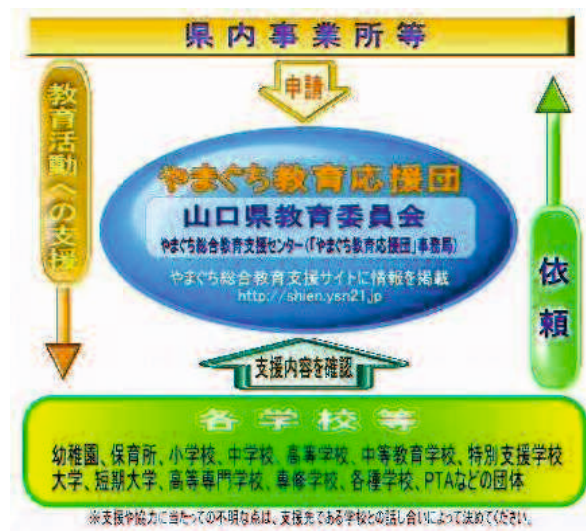 県内事業所等
申請
教育活動への支援
やまぐち教育応援団
山口県教育委員会
やまぐち総合教育支援センター(「やまぐち教育応援団」事務局)
やまぐち総合教育支援サイトに情報を掲載
http://shien.ysn21.jp
依頼
支援内容を確認
各学校等
幼稚園、保育所、小学校、中学校、高等学校、中等教育学校、特別支援学校
大学、短期大学、高等専門学校、専修学校、各種学校、PTAなどの団体
※支援や協力に当たっての不明な点は、支援先である学校との話し合いによって決めてください。